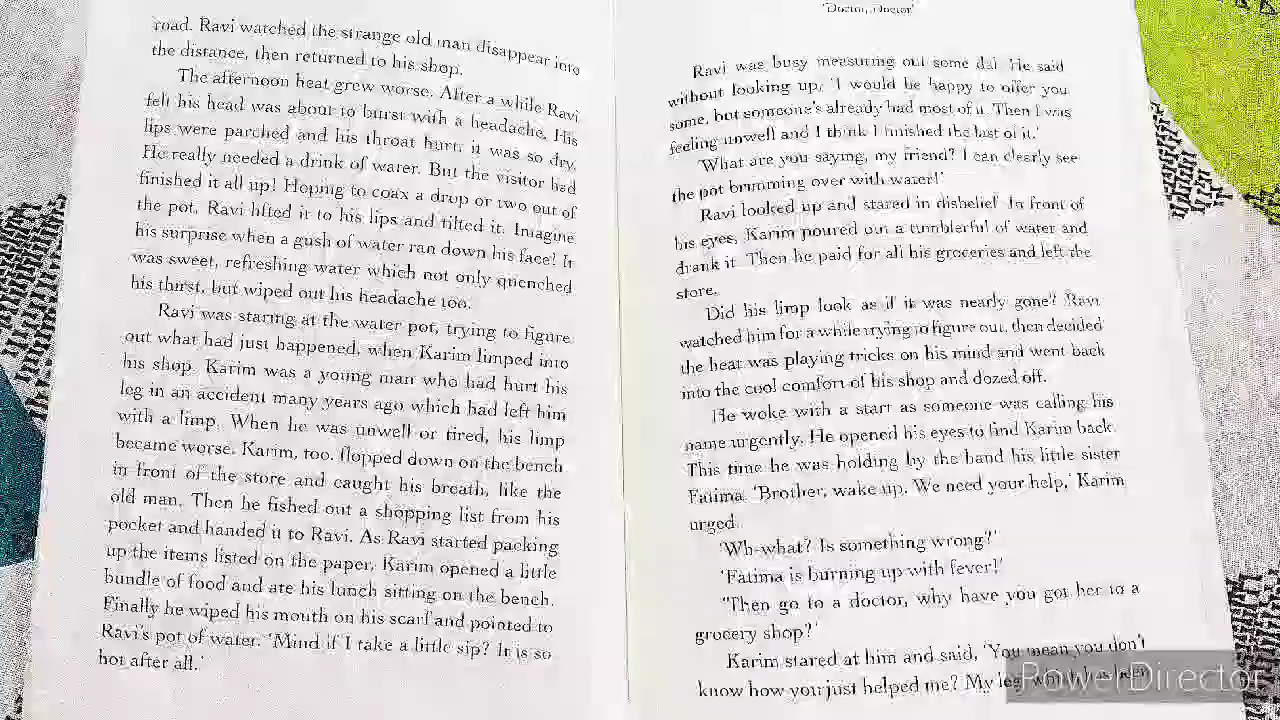 road. Ravi watched the strange old man disappear into
the distance, then returned to his shop.
The afternoon heat grew worse. After a while Ravi
felt his head was about to burst with a headache. His
lips were parched and his throat hurt; it was so dry.
He really needed a drink of water. But the visitor had
finished it all up! Hoping to coax a drop or two out of
the pot, Ravi lifted it to his lips and tilted it. Imagine
his surprise when a gush of water ran down his face! It
was sweet, refreshing water which not only quenched
his thirst, but wiped out his headache too.
Ravi was staring at the water pot, trying to figure
out what had just happened, when Karim limped into
his shop. Karim was a young man who had hurt his
leg in an accident many years ago which had left him
with a limp. When he was unwell or tired, his limp
became worse. Karim, too, flopped down on the bench
in front of the store and caught his breath, like the
old man. Then he fished out a shopping list from his
pocket and handed it to Ravi. As Ravi started packing
up the items listed on the paper, Karim opened a little
bundle of food and ate his lunch sitting on the bench.
Finally he wiped his mouth on his scarf and pointed to
Ravi's pot of water. 'Mind if I take a little sip? It is so
hot after all.'
'Doctor, Doctor'
Ravi was busy measuring out some dal. He said
without looking up, 'I would be happy to offer you
some, but someone's already had most of it. Then I was
feeling unwell and I think I finished the last of it.'
'What are you saying, my friend? I can clearly see
the pot brimming over with water!'
Ravi looked up and stared in disbelief. In front of
his eyes, Karim poured out a tumblerful of water and
drank it. Then he paid for all his groceries and left the
store.
Did his limp look as if it was nearly gone? Ravi
watched him for a while trying to figure out, then decided
the heat was playing tricks on his mind and went back
into the cool comfort of his shop and dozed off.
He woke with a start as someone was calling his
name urgently. He opened his eyes to find Karim back.
This time he was holding by the hand his little sister
Fatima. 'Brother, wake up. We need your help,' Karim
urged.
'Wh-what? Is something wrong?'
'Fatima is burning up with fever!'
'Then go to a doctor, why have you got her to a
grocery shop?'
Karim stared at him and said, 'You mean you don't
know how you just helped me? My
PowerDirector